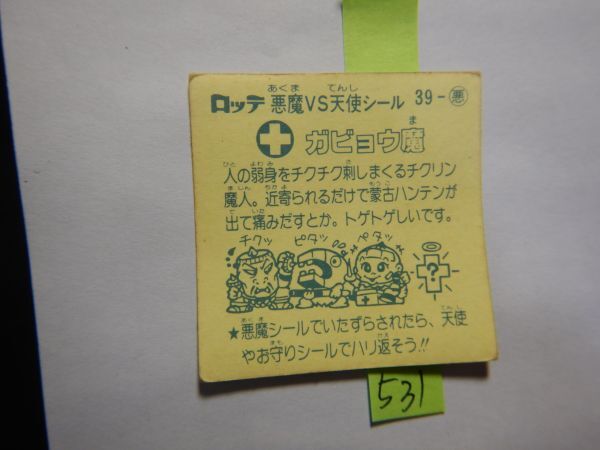 ロッテ 悪魔VS天使シール 39-悪
ガビョウ魔
人の弱身をチクチク刺しまくるチクリン
魔人。近寄られるだけで蒙古ハンテンが
出て痛みだすとか。トゲトゲしいです。
チクッ ピタッ ペタッ
?
★悪魔シールでいたずらされたら、天使
やお守りシールでハリ返そう!!
531